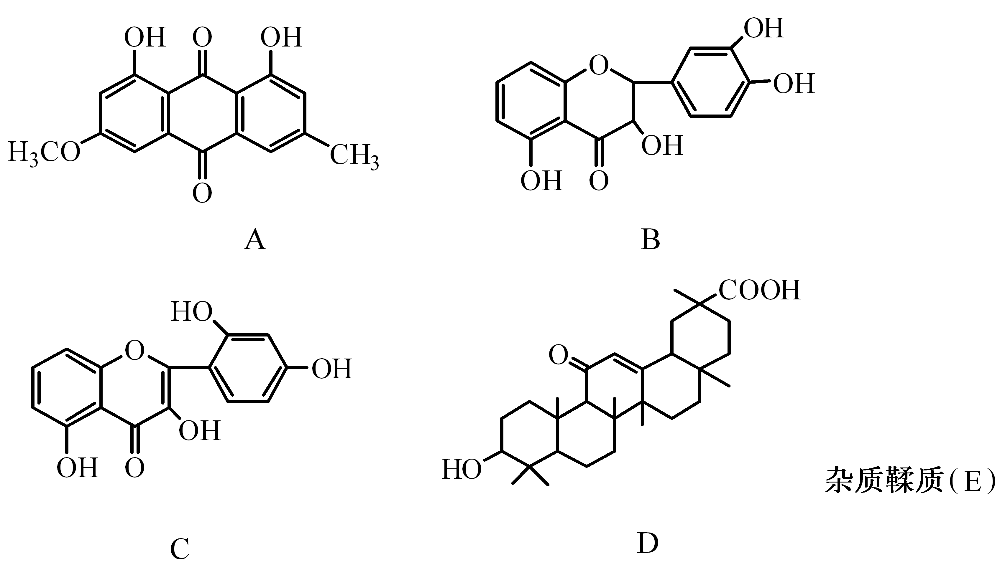 OH O OH
H₃CO CH₃
O
A
OH
O OH
OH
OH O
B
HO
O OH
OH
OH O
C
COOH
O
HO
D
杂质鞣质(E)